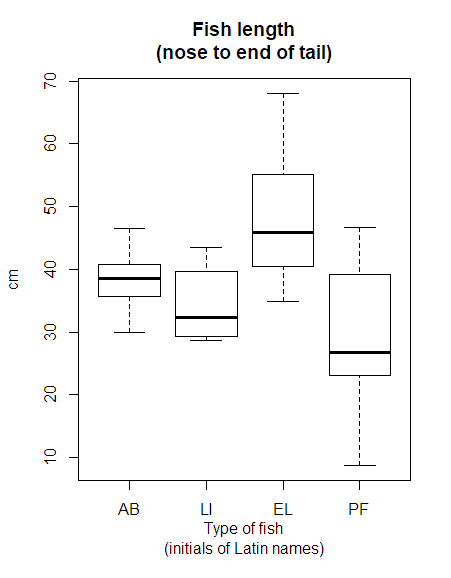 Fish length
(nose to end of tail)
70
60
50
40
30
20
10
cm
AB LI EL PF
Type of fish
(initials of Latin names)